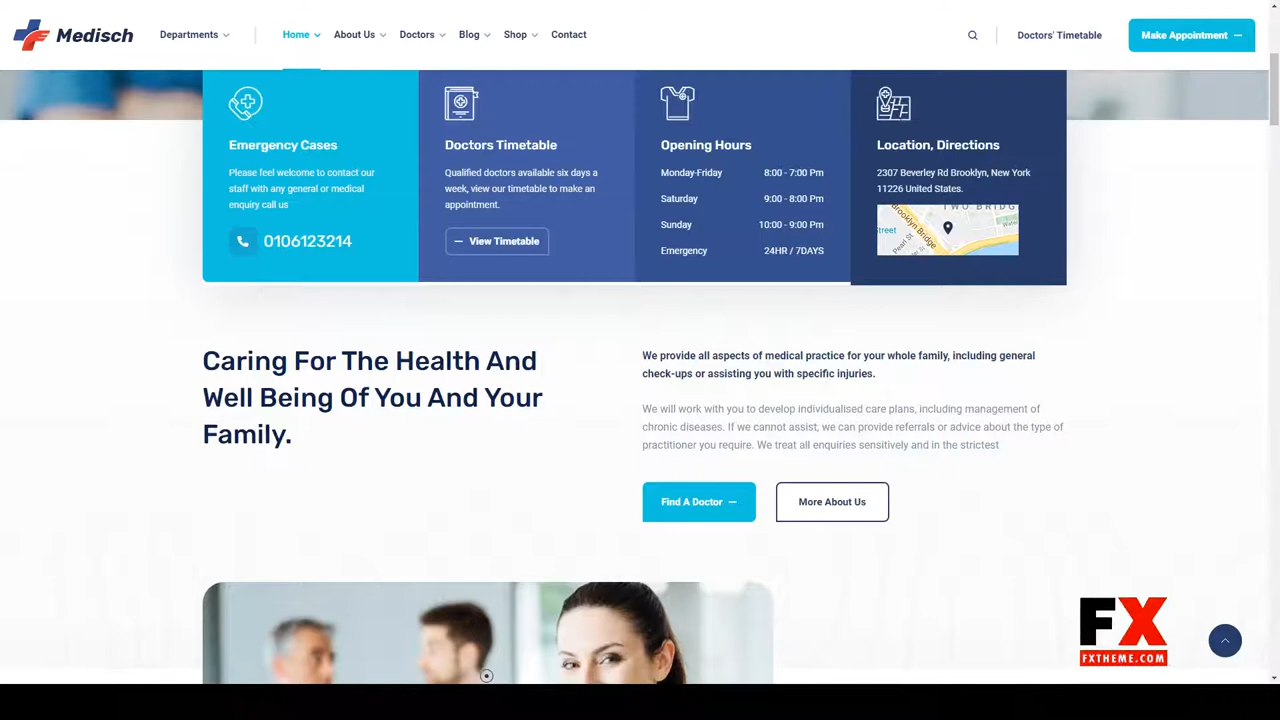 Medisch
Departments
Home
About Us
Doctors
Blog
Shop
Contact
Doctors' Timetable
Make Appointment
Emergency Cases
Please feel welcome to contact our
staff with any general or medical
enquiry call us
0106123214
Doctors Timetable
Qualified doctors available six days a
week, view our timetable to make an
appointment.
View Timetable
Opening Hours
Monday-Friday 8:00 - 7:00 Pm
Saturday 9:00 - 8:00 Pm
Sunday 10:00 - 9:00 Pm
Emergency 24HR / 7DAYS
Location, Directions
2307 Beverley Rd Brooklyn, New York
11226 United States.
TWO BRIDG
Brooklyn Bridge
Street
Pearl St
Caring For The Health And
Well Being Of You And Your
Family.
We provide all aspects of medical practice for your whole family, including general
check-ups or assisting you with specific injuries.
We will work with you to develop individualised care plans, including management of
chronic diseases. If we cannot assist, we can provide referrals or advice about the type of
practitioner you require. We treat all enquiries sensitively and in the strictest
Find A Doctor
More About Us
FX
FXTHEME.COM